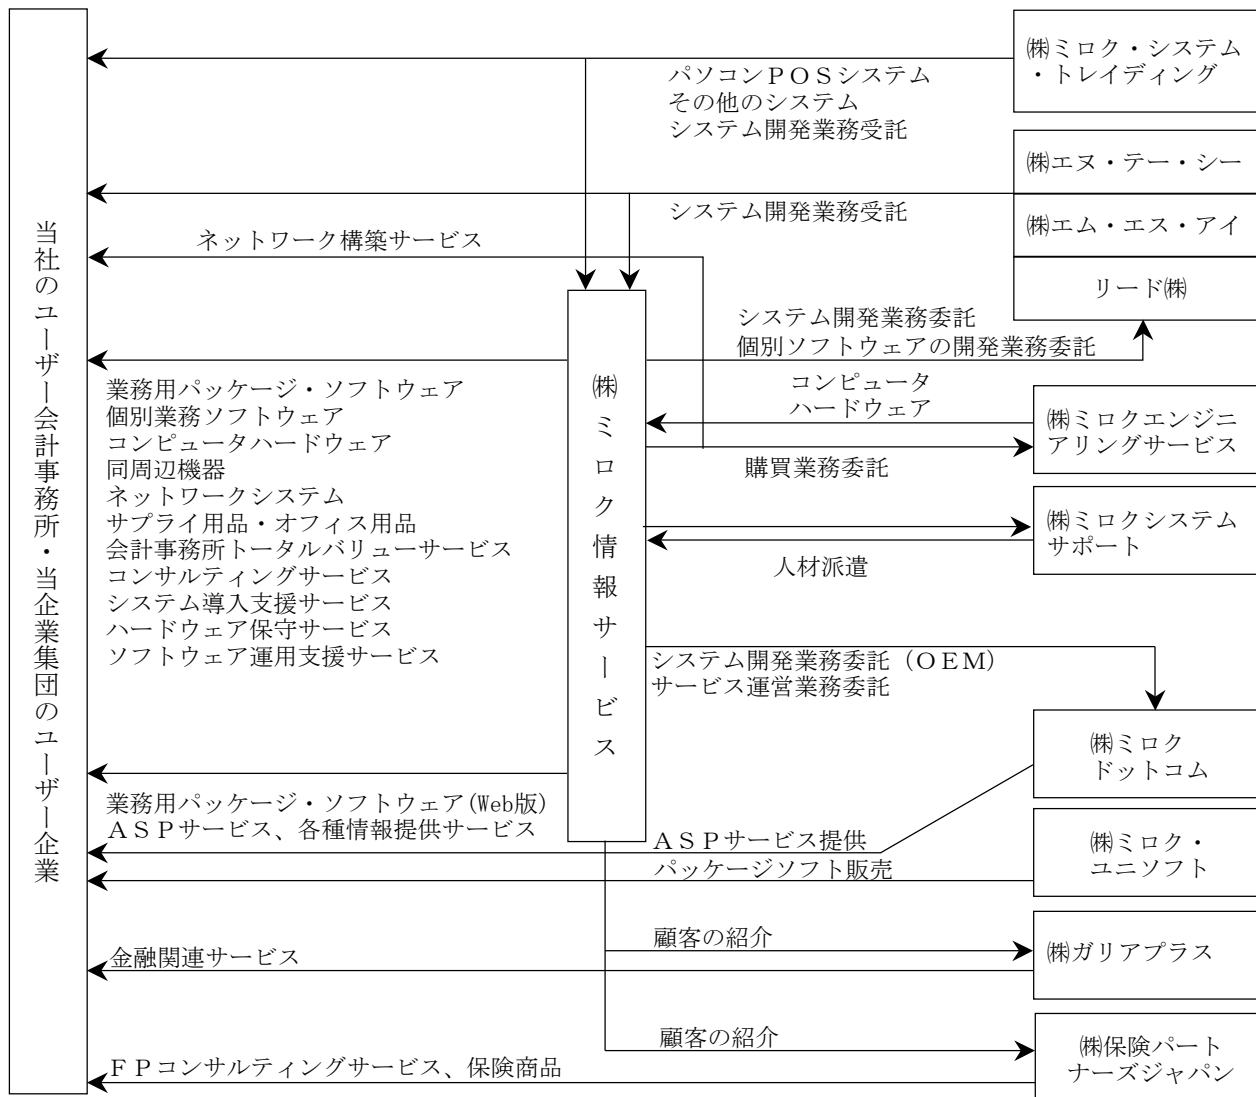 ㈱ミロク・システム
・トレイディング
パソコンＰＯＳシステム
その他のシステム
システム開発業務受託
㈱エヌ・テー・シー
システム開発業務受託
㈱エム・エス・アイ
ネットワーク構築サービス
リード㈱
システム開発業務委託
個別ソフトウェアの開発業務委託
当社のユーザー会計事務所・当企業集団のユーザー企業
㈱ミロク情報サービス
業務用パッケージ・ソフトウェア
個別業務ソフトウェア
コンピュータハードウェア
同周辺機器
ネットワークシステム
サプライ用品・オフィス用品
会計事務所トータルバリューサービス
コンサルティングサービス
システム導入支援サービス
ハードウェア保守サービス
ソフトウェア運用支援サービス
コンピュータ
ハードウェア
㈱ミロクエンジニ
アリングサービス
購買業務委託
㈱ミロクシステム
サポート
人材派遣
システム開発業務委託（ＯＥＭ）
サービス運営業務委託
㈱ミロク
ドットコム
業務用パッケージ・ソフトウェア(Web版)
ＡＳＰサービス、各種情報提供サービス
ＡＳＰサービス提供
㈱ミロク・
ユニソフト
パッケージソフト販売
顧客の紹介
㈱ガリアプラス
金融関連サービス
顧客の紹介
㈱保険パート
ナーズジャパン
ＦＰコンサルティングサービス、保険商品